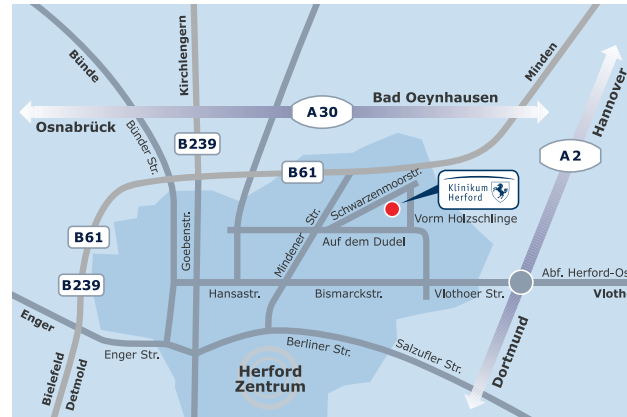 Bünde
Kirchlengern
Minden
Hannover
Osnabrück
A30
Bad Oeynhausen
Bünder Str.
B239
B61
A2
Klinikum
Herford
Schwarzenmoorstr.
Vorm Holzschlinge
Mindener Str.
Auf dem Dudel
Goebenstr.
B61
B239
Hansastr.
Bismarckstr.
Vlothoer Str.
Abf. Herford-Os
Vloth
Enger
Enger Str.
Berliner Str.
Salzufler Str.
Dortmund
Herford
Zentrum
Bielefeld
Detmold